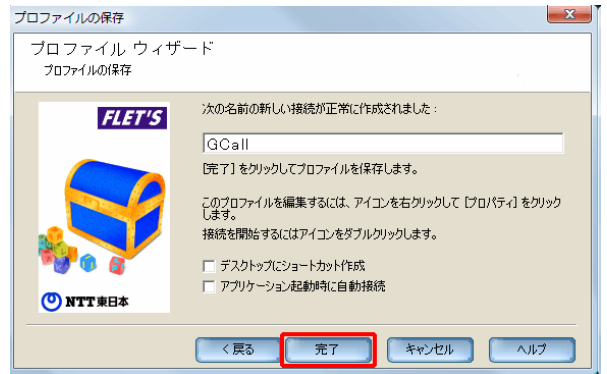 プロファイルの保存
プロファイル ウィザード
プロファイルの保存
FLET'S
次の名前の新しい接続が正常に作成されました :
GCall
[完了] をクリックしてプロファイルを保存します。
このプロファイルを編集するには、アイコンを右クリックして [プロパティ] をクリック
します。
接続を開始するにはアイコンをダブルクリックします。
デスクトップにショートカット作成
アプリケーション起動時に自動接続
NTT東日本
< 戻る
完了
キャンセル
ヘルプ